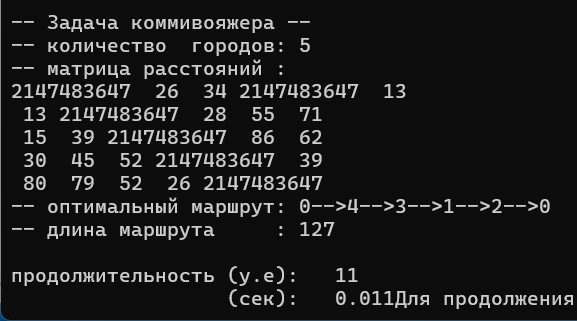 -- Задача коммивояжера --
-- количество  городов: 5
-- матрица расстояний :
2147483647  26  34 2147483647  13
 13 2147483647  28  55  71
 15  39 2147483647  86  62
 30  45  52 2147483647  39
 80  79  52  26 2147483647
-- оптимальный маршрут: 0-->4-->3-->1-->2-->0
-- длина маршрута     : 127
продолжительность (у.е):   11
                  (сек):   0.011Для продолжения